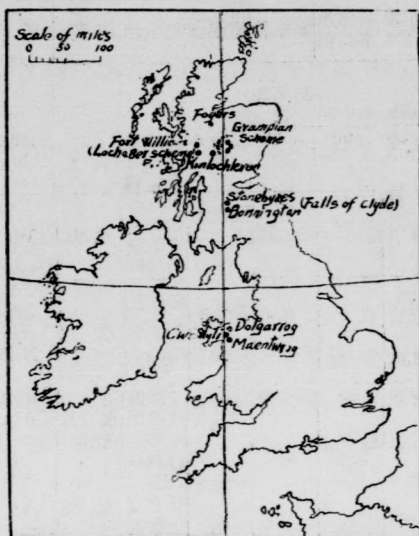 Scale of miles
0 50 100
Foyers
Grampian
Scheme
Fort William
(Lochaber scheme)
Kinlochleven
Stonebyres
Bonnington (Falls of Clyde)
Dolgarrog
Maentwrog